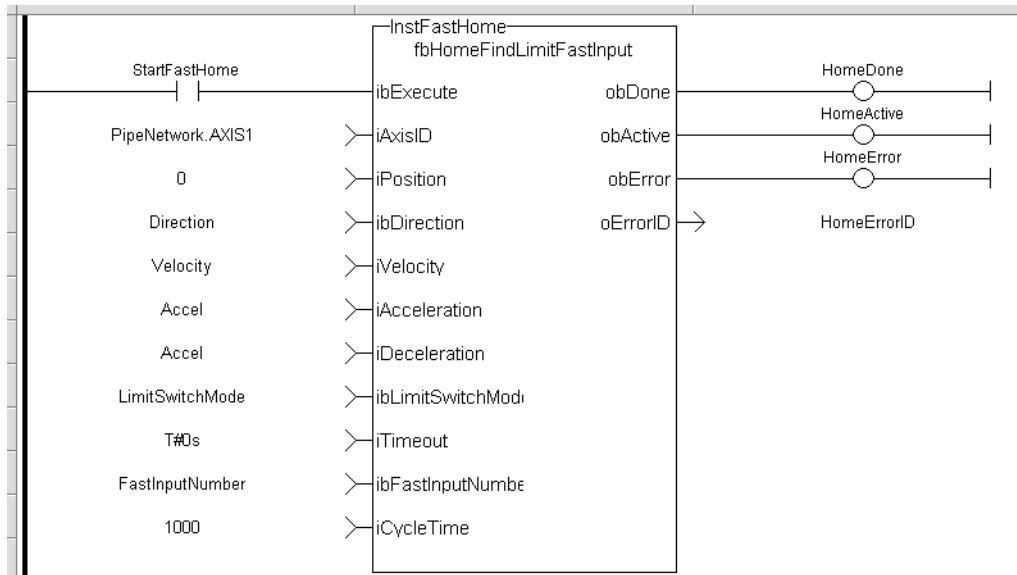 InstFastHome
fbHomeFindLimitFastInput
StartFastHome
ibExecute
obDone
HomeDone
PipeNetwork.AXIS1
iAxisID
obActive
HomeActive
0
iPosition
obError
HomeError
Direction
ibDirection
oErrorID
HomeErrorID
Velocity
iVelocity
Accel
iAcceleration
Accel
iDeceleration
LimitSwitchMode
ibLimitSwitchMod
T#0s
iTimeout
FastInputNumber
ibFastInputNumbe
1000
iCycleTime